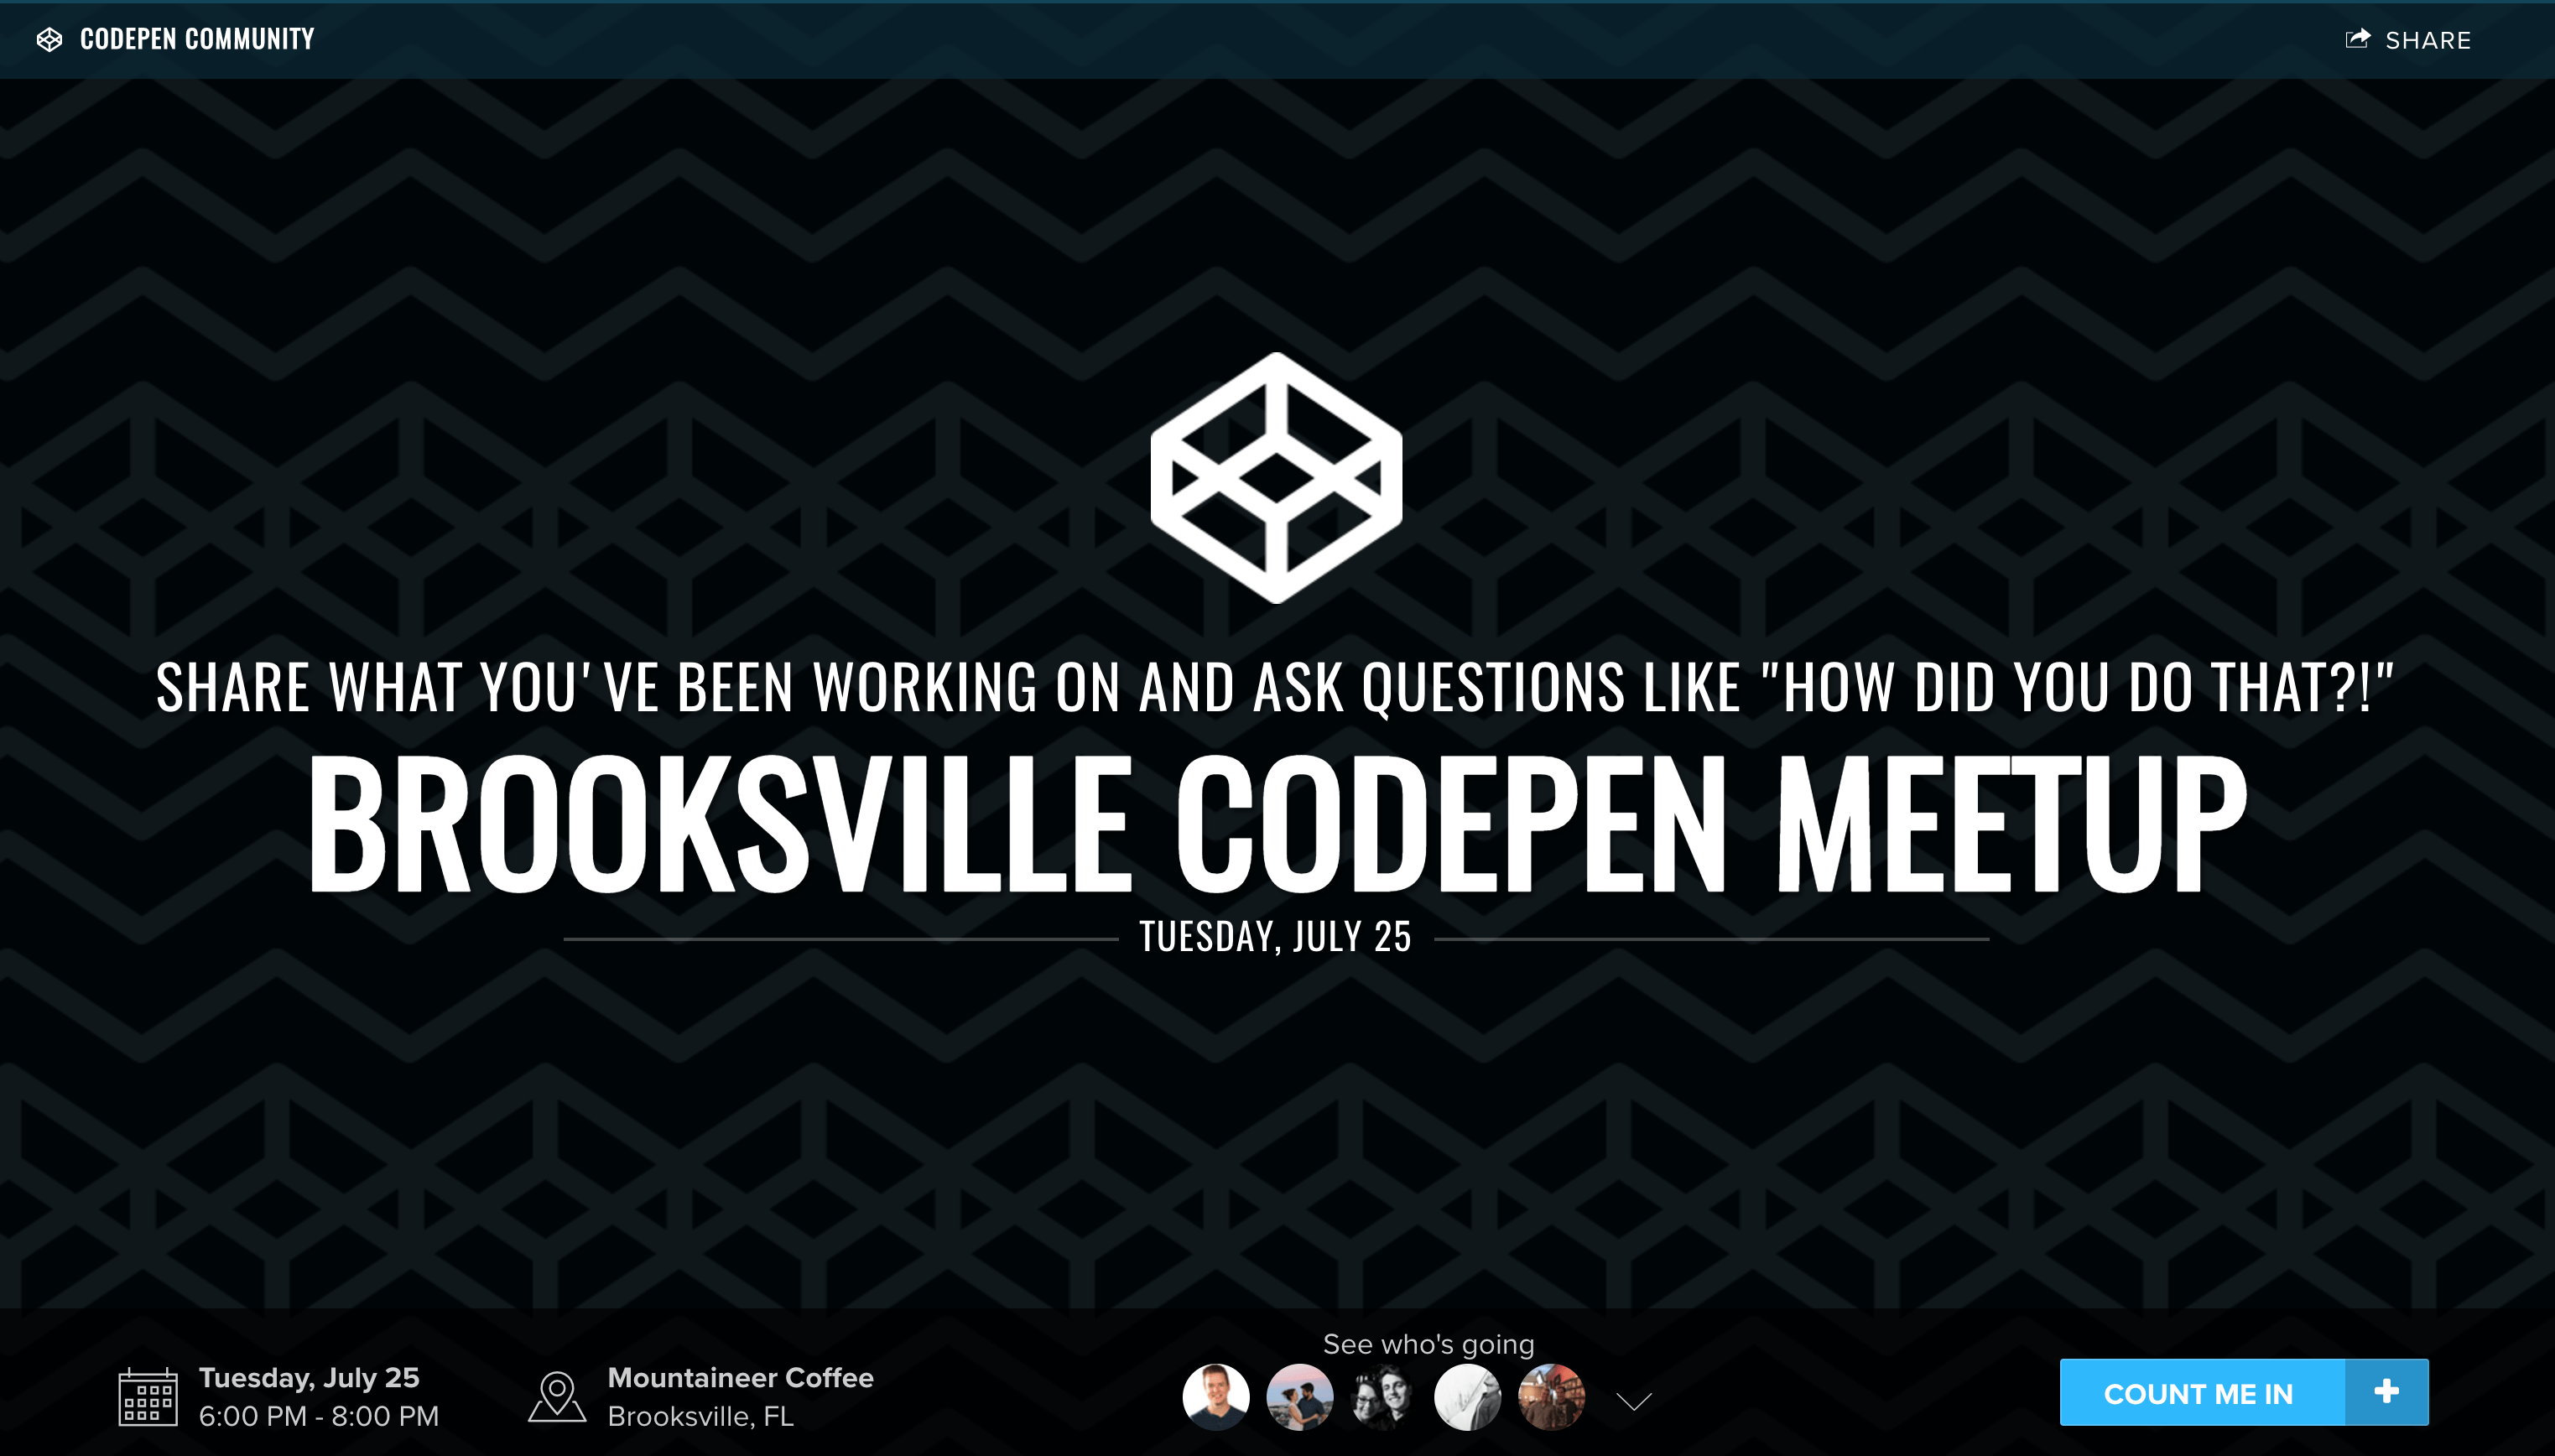 CODEPEN COMMUNITY
SHARE
SHARE WHAT YOU'VE BEEN WORKING ON AND ASK QUESTIONS LIKE "HOW DID YOU DO THAT?!"
BROOKSVILLE CODEPEN MEETUP
TUESDAY, JULY 25
See who's going
Tuesday, July 25
6:00 PM - 8:00 PM
Mountaineer Coffee
Brooksville, FL
COUNT ME IN +